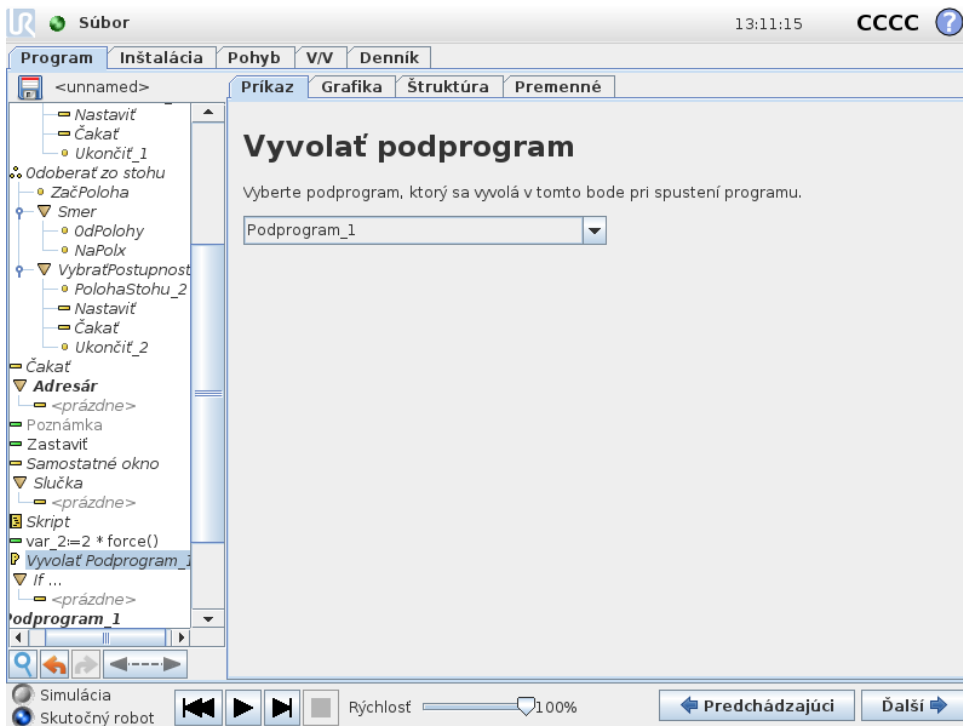 Súbor
13:11:15
CCCC
?
Program
Inštalácia
Pohyb
V/V
Denník
<unnamed>
Príkaz
Grafika
Štruktúra
Premenné
Nastaviť
Čakať
Ukončiť_1
Odoberať zo stohu
ZačPoloha
Smer
OdPolohy
NaPolx
VybraťPostupnosť
PolohaStohu_2
Nastaviť
Čakať
Ukončiť_2
Čakať
Adresár
<prázdne>
Poznámka
Zastaviť
Samostatné okno
Slučka
<prázdne>
Skript
var_2:=2 * force()
Vyvolať Podprogram_1
If ...
<prázdne>
Podprogram_1
Vyvolať podprogram
Vyberte podprogram, ktorý sa vyvolá v tomto bode pri spustení programu.
Podprogram_1
Simulácia
Skutočný robot
Rýchlosť
100%
Predchádzajúci
Ďalší